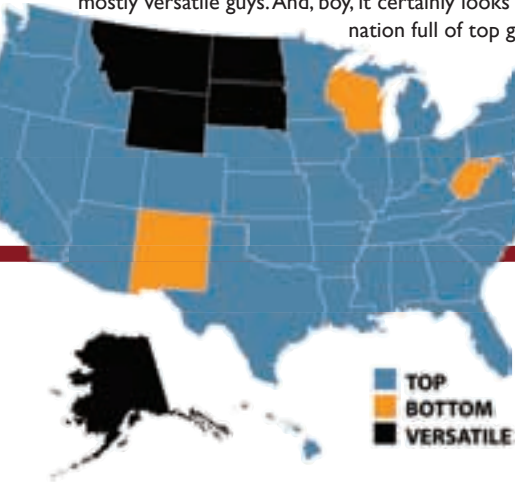 mostly versatile guys. And, boy, it certainly looks
nation full of top g
TOP
BOTTOM
VERSATILE